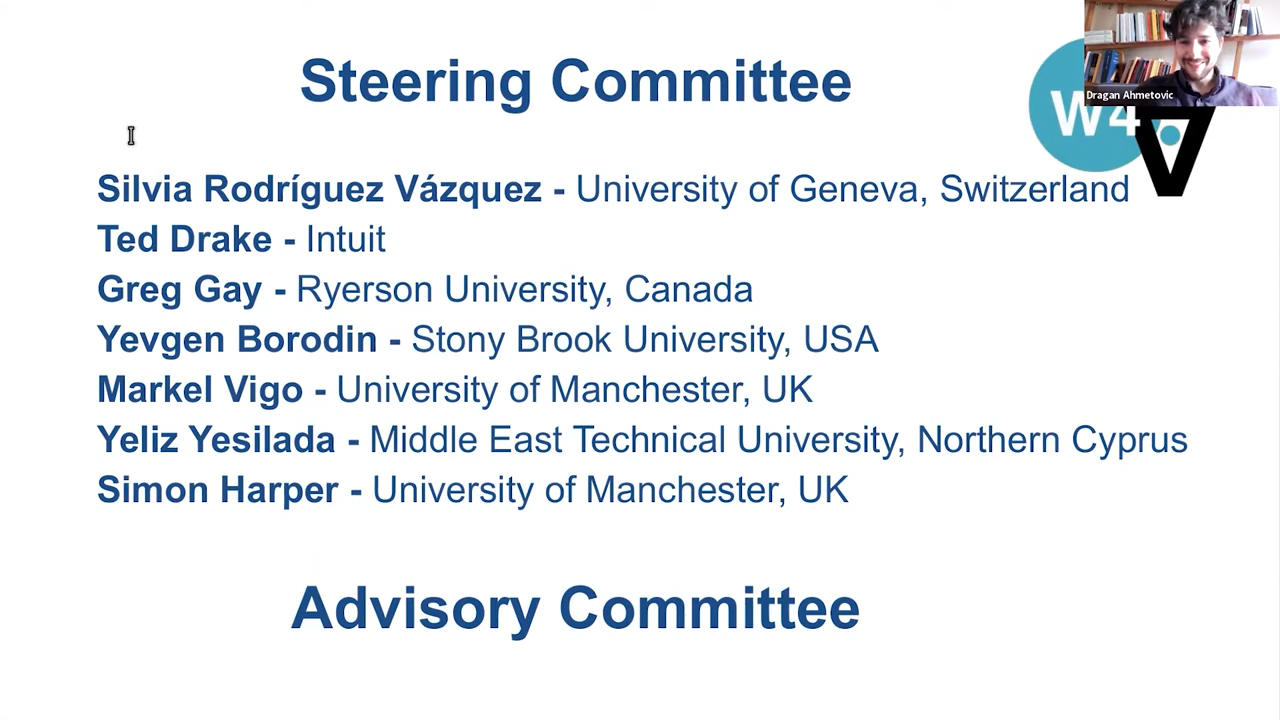 Steering Committee
Dragan Ahmetovic
W4
Silvia Rodríguez Vázquez - University of Geneva, Switzerland
Ted Drake - Intuit
Greg Gay - Ryerson University, Canada
Yevgen Borodin - Stony Brook University, USA
Markel Vigo - University of Manchester, UK
Yeliz Yesilada - Middle East Technical University, Northern Cyprus
Simon Harper - University of Manchester, UK
Advisory Committee